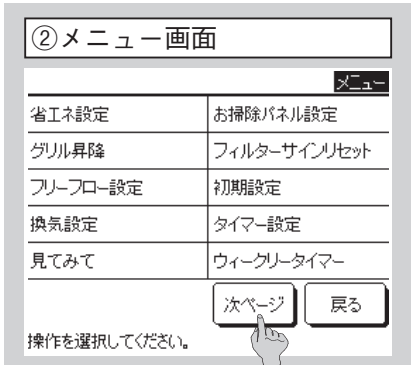 ②メニュー画面
メニュー
省エネ設定 お掃除パネル設定
グリル昇降 フィルターサインリセット
フリーフロー設定 初期設定
換気設定 タイマー設定
見てみて ウィークリータイマー
次ページ 戻る
操作を選択してください。